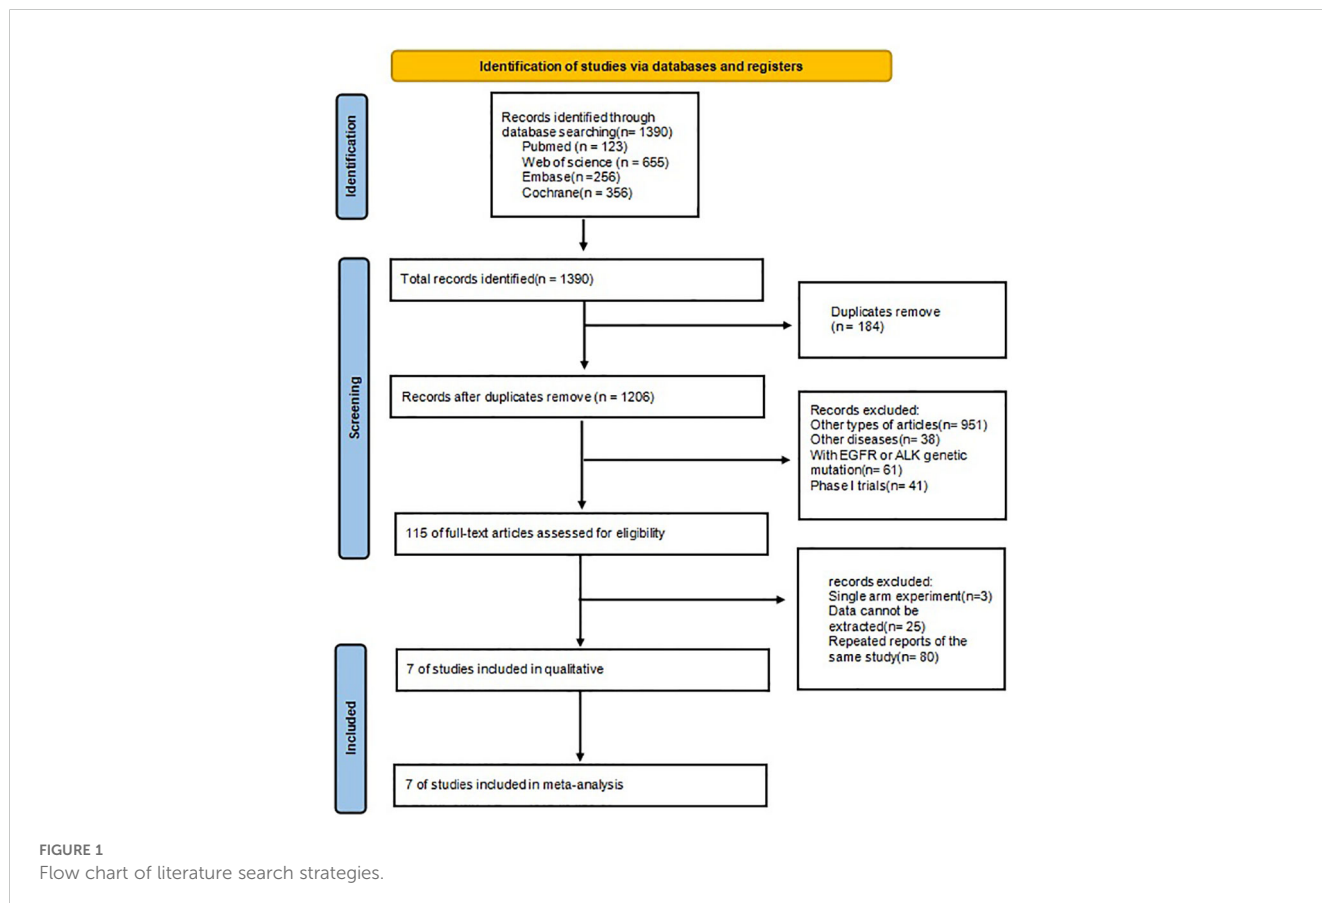 Identification of studies via databases and registers
Identification
Records identified through
database searching(n= 1390)
Pubmed (n = 123)
Web of science (n = 655)
Embase(n =256)
Cochrane(n = 356)
Screening
Total records identified(n = 1390)
Duplicates remove
(n = 184)
Records after duplicates remove (n = 1206)
Records excluded:
Other types of articles(n= 951)
Other diseases(n= 38)
With EGFR or ALK genetic
mutation(n= 61)
Phase I trials(n= 41)
115 of full-text articles assessed for eligibility
records excluded:
Single arm experiment(n=3)
Data cannot be
extracted(n= 25)
Repeated reports of the
same study(n= 80)
Included
7 of studies included in qualitative
7 of studies included in meta-analysis
FIGURE 1
Flow chart of literature search strategies.